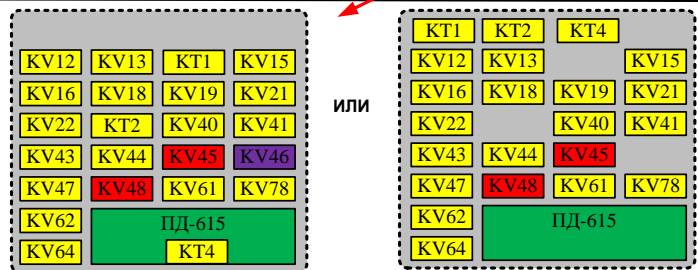 KV12 KV13 KT1 KV15
KV16 KV18 KV19 KV21
KV22 KT2 KV40 KV41
KV43 KV44 KV45 KV46
KV47 KV48 KV61 KV78
KV62 ПД-615
KV64 KT4
или
KT1 KT2 KT4
KV12 KV13 KV15
KV16 KV18 KV19 KV21
KV22 KV40 KV41
KV43 KV44 KV45
KV47 KV48 KV61 KV78
KV62 ПД-615
KV64